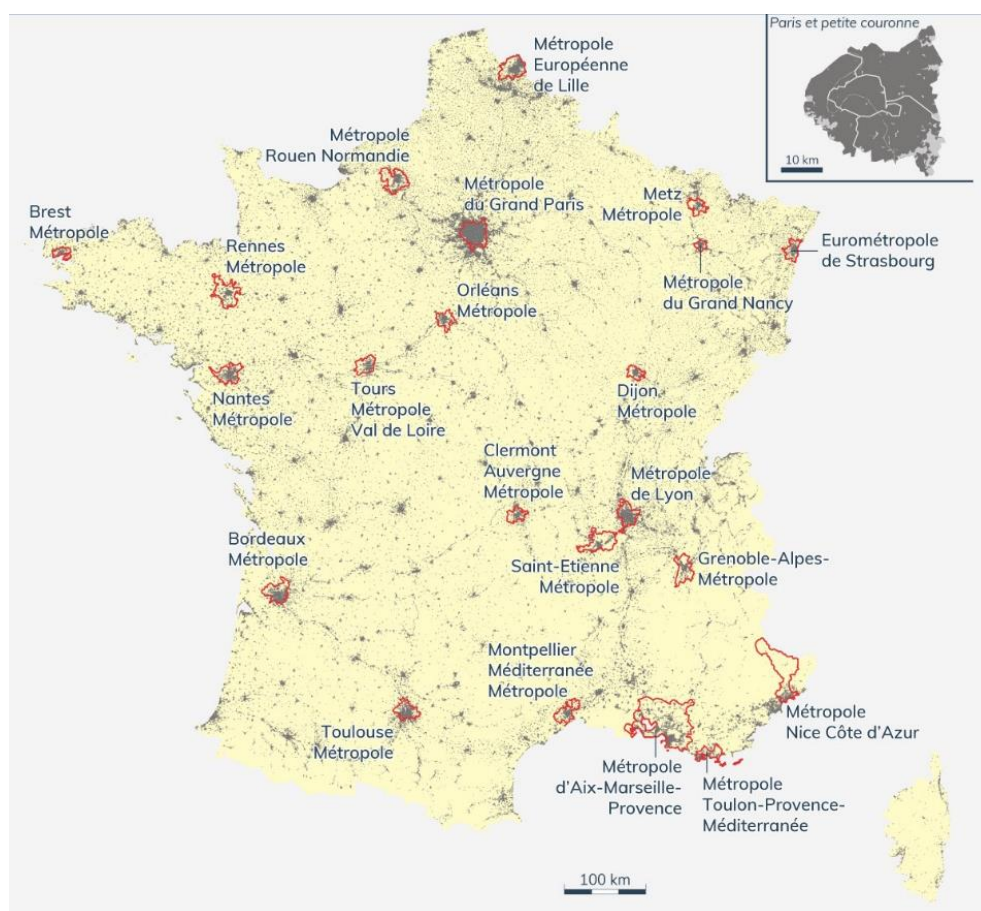 Paris et petite couronne
10 km
Métropole
Européenne
de Lille
Métropole
Rouen Normandie
Métropole
du Grand Paris
Metz
Métropole
Brest
Métropole
Rennes
Métropole
Eurométropole
de Strasbourg
Métropole
du Grand Nancy
Orléans
Métropole
Nantes
Métropole
Tours
Métropole
Val de Loire
Dijon
Métropole
Clermont
Auvergne
Métropole
Métropole
de Lyon
Bordeaux
Métropole
Saint-Etienne
Métropole
Grenoble-Alpes-
Métropole
Montpellier
Méditerranée
Métropole
Toulouse
Métropole
Métropole
Nice Côte d'Azur
Métropole
d'Aix-Marseille-
Provence
Métropole
Toulon-Provence-
Méditerranée
100 km